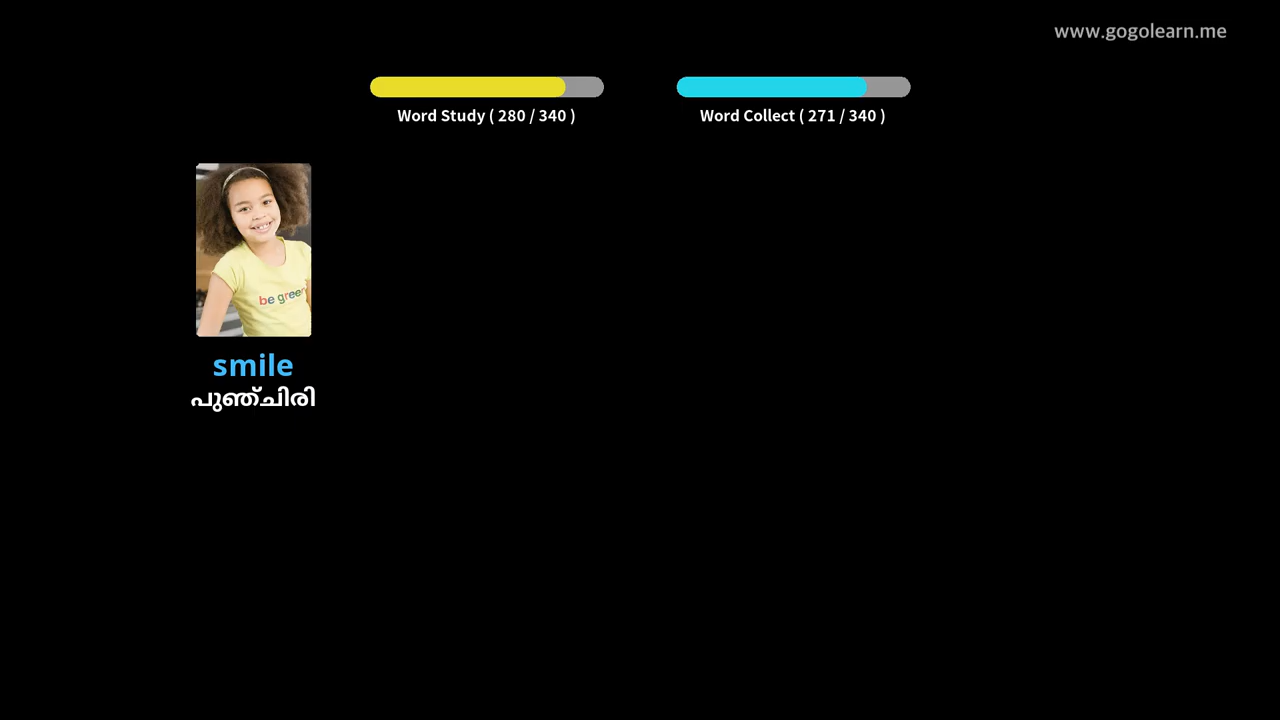 www.gogolearn.me
Word Study ( 280 / 340 )
Word Collect ( 271 / 340 )
be green
smile
പുഞ്ചിരി